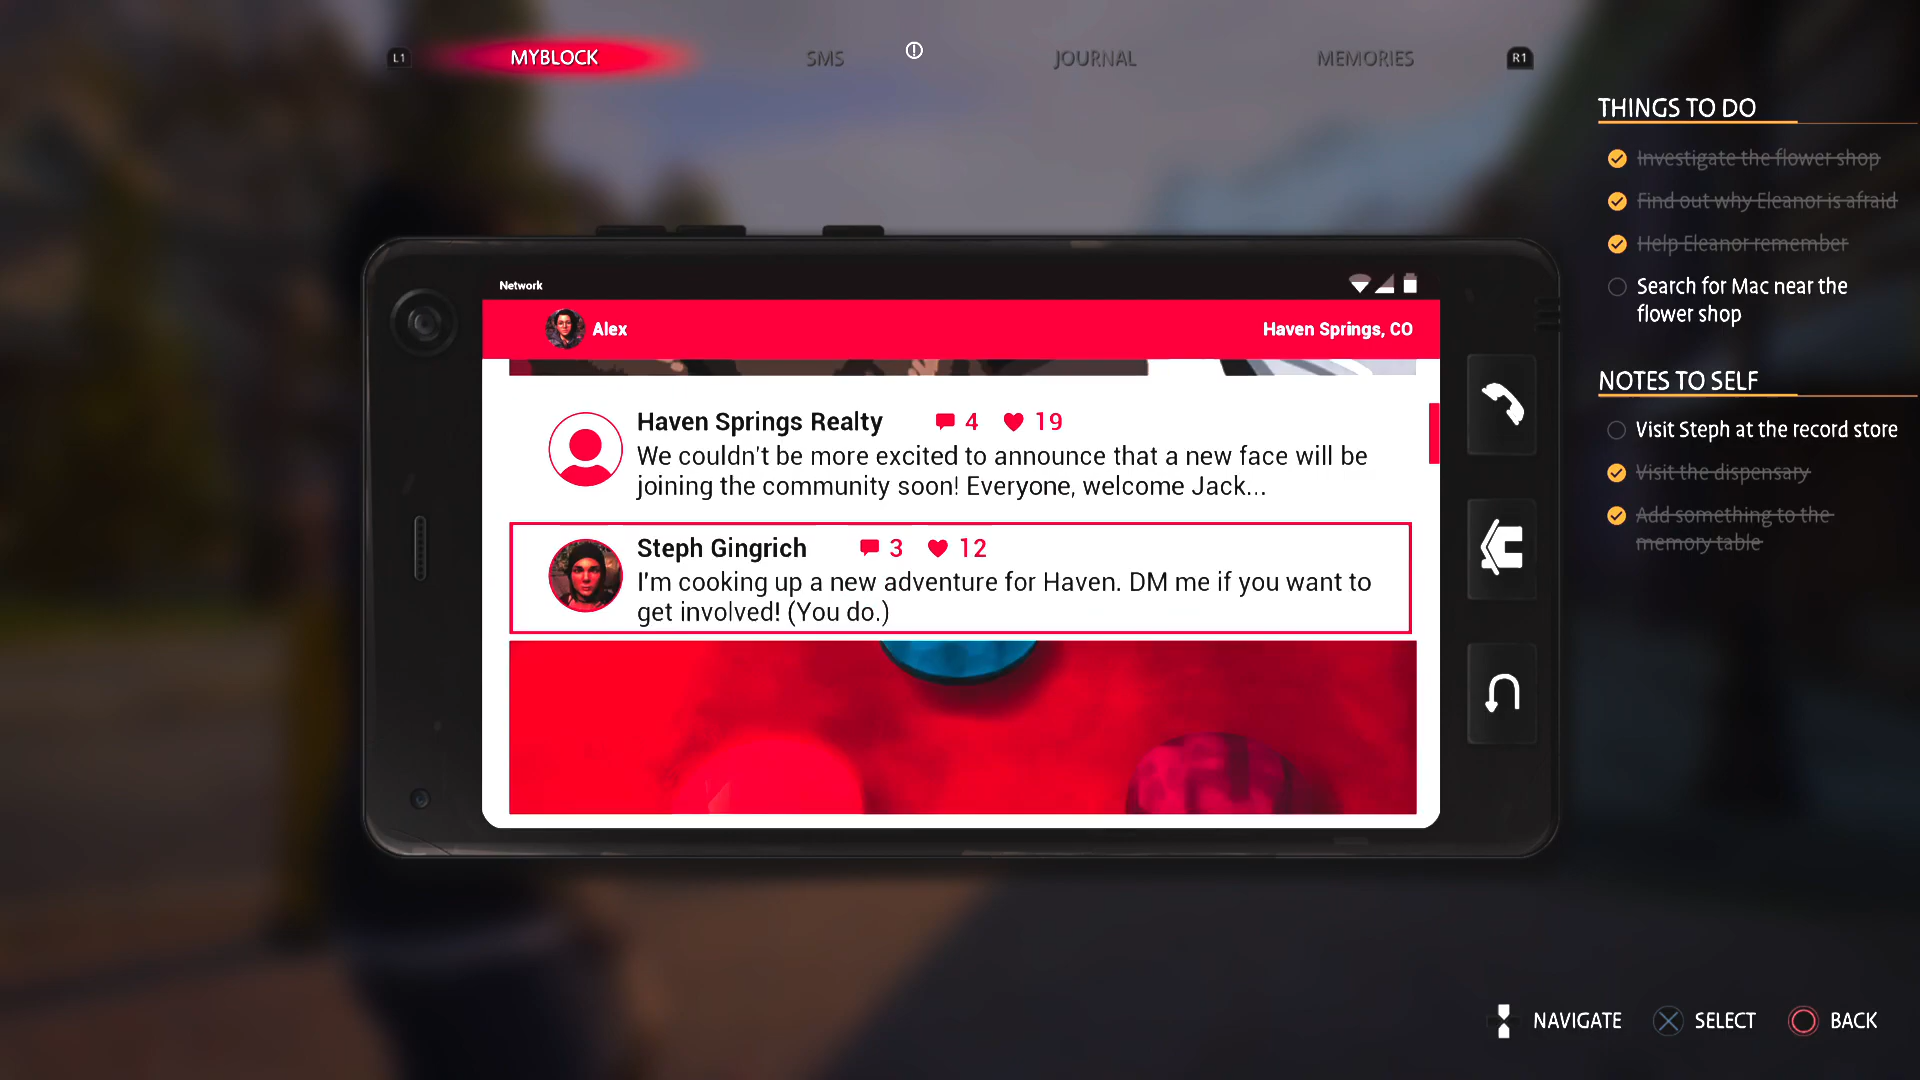 L1
MYBLOCK
SMS
JOURNAL
MEMORIES
R1
Network
Alex
Haven Springs, CO
Haven Springs Realty 4 19
We couldn't be more excited to announce that a new face will be
joining the community soon! Everyone, welcome Jack...
Steph Gingrich 3 12
I'm cooking up a new adventure for Haven. DM me if you want to
get involved! (You do.)
THINGS TO DO
Investigate the flower shop
Find out why Eleanor is afraid
Help Eleanor remember
Search for Mac near the
flower shop
NOTES TO SELF
Visit Steph at the record store
Visit the dispensary
Add something to the
memory table
NAVIGATE
SELECT
BACK